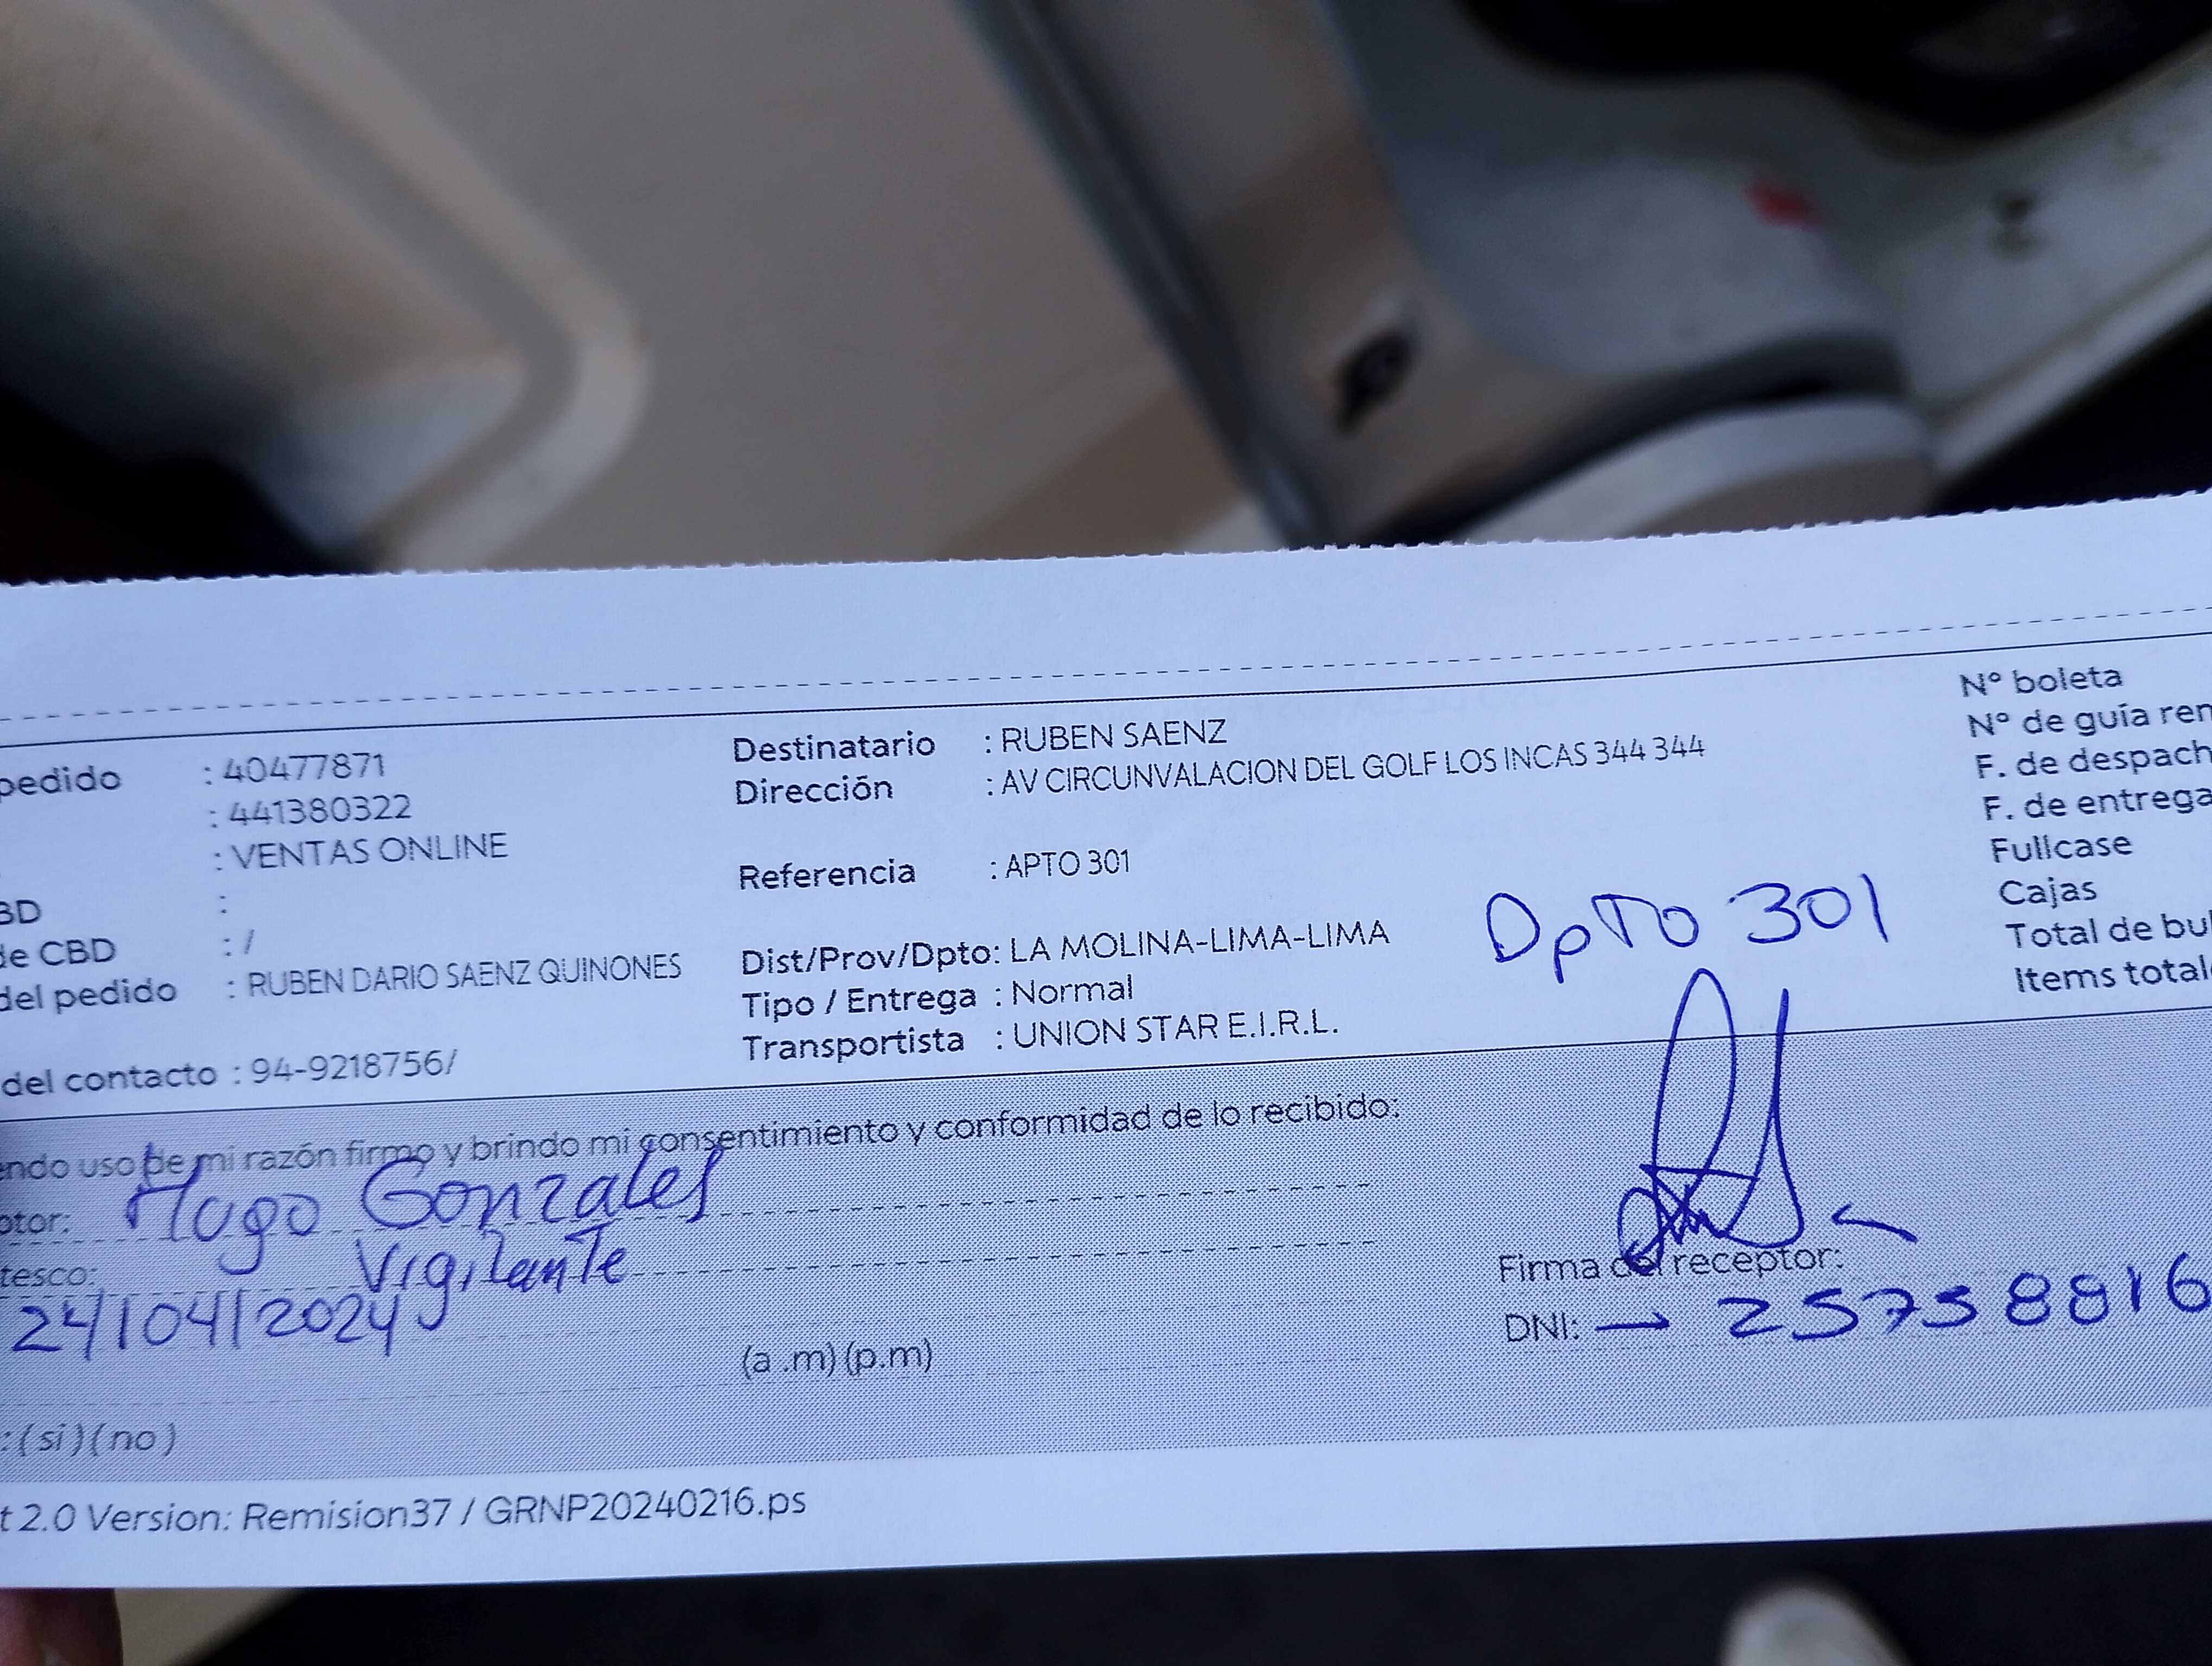 pedido : 40477871
: 441380322
: VENTAS ONLINE
BD :
de CBD : /
del pedido : RUBEN DARIO SAENZ QUINONES
del contacto : 94-9218756/
Destinatario : RUBEN SAENZ
Dirección : AV CIRCUNVALACION DEL GOLF LOS INCAS 344 344
Referencia : APTO 301
Dist/Prov/Dpto: LA MOLINA-LIMA-LIMA
Tipo / Entrega : Normal
Transportista : UNION STAR E.I.R.L.
DpTO 301
N° boleta
N° de guía rem
F. de despach
F. de entrega
Fullcase
Cajas
Total de bul
Items total
endo uso de mi razón firmo y brindo mi consentimiento y conformidad de lo recibido:
ptor: Hugo Gonzales
tesco: Vigilante
24/04/2024
(a .m) (p.m)
Firma del receptor:
DNI: → 25758816
: (si) (no)
t 2.0 Version: Remision37 / GRNP20240216.ps